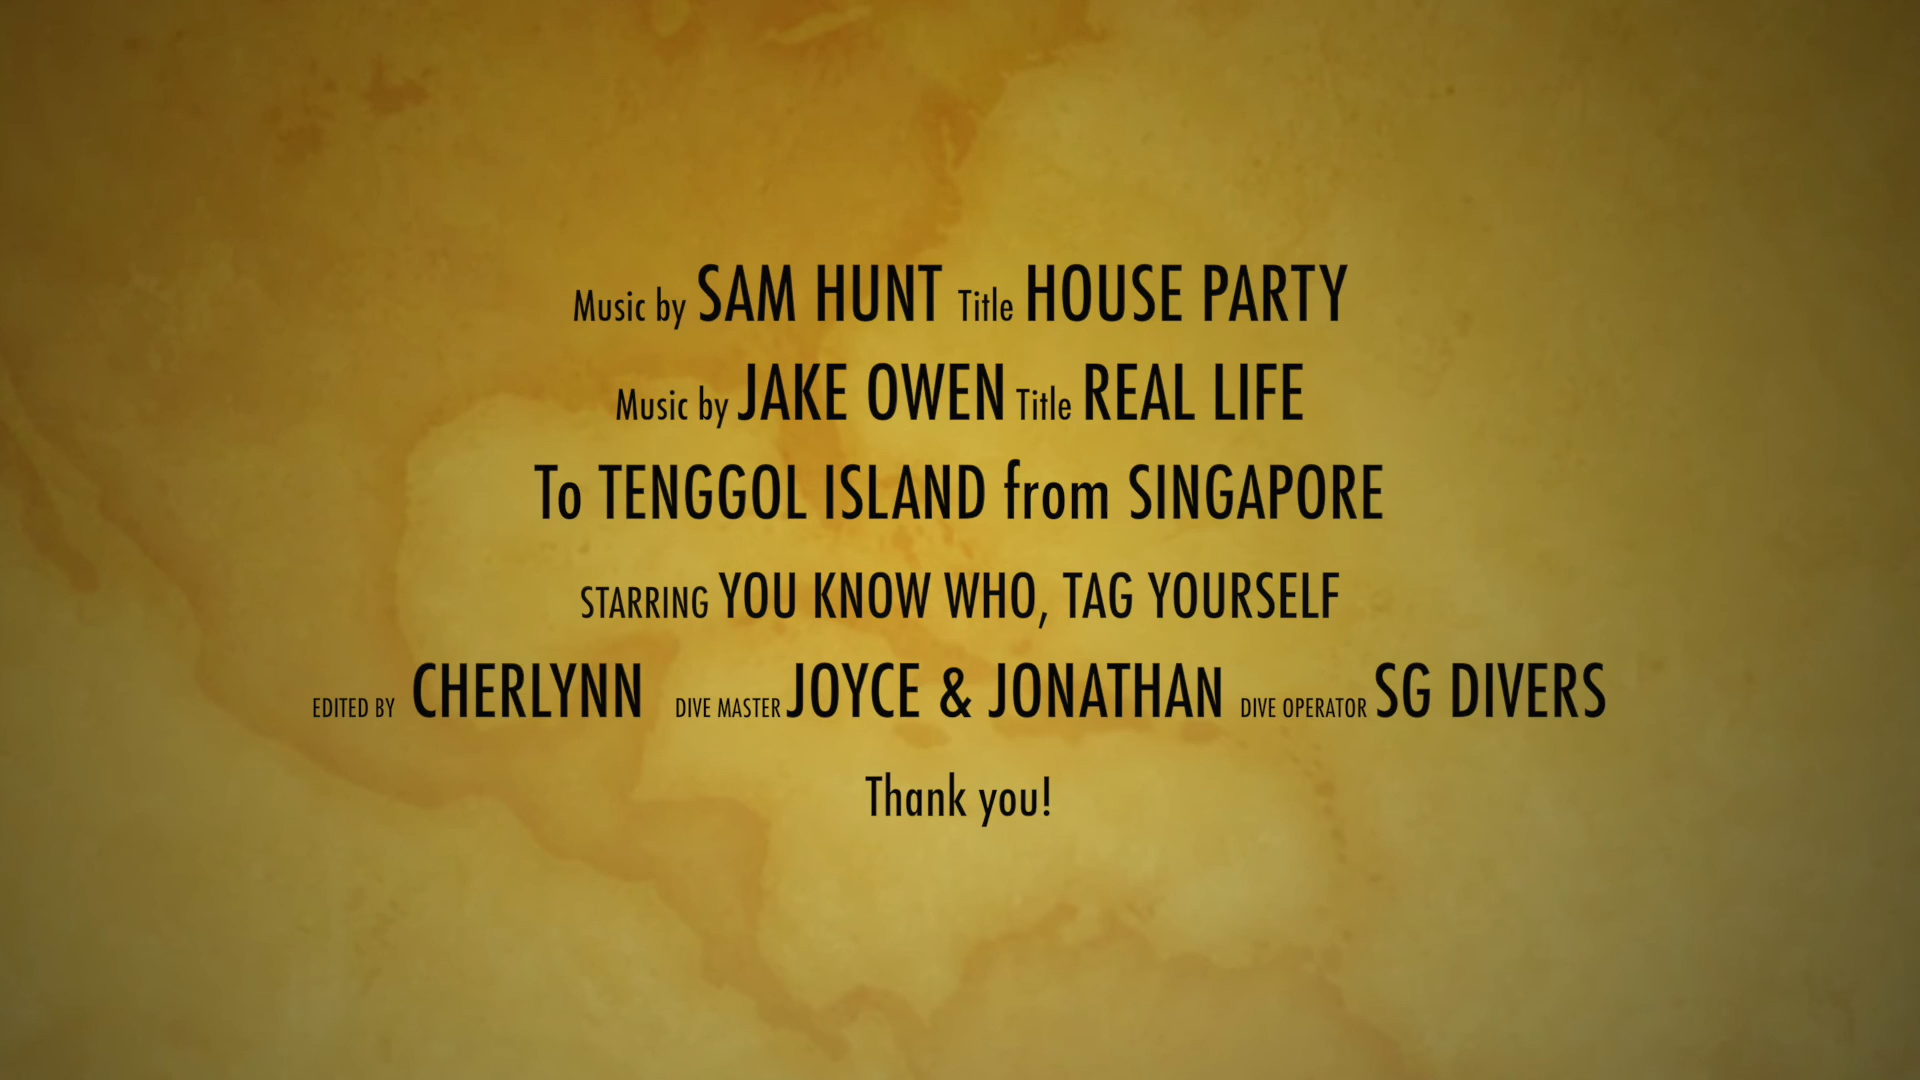 Music by SAM HUNT Title HOUSE PARTY
Music by JAKE OWEN Title REAL LIFE
To TENGGOL ISLAND from SINGAPORE
STARRING YOU KNOW WHO, TAG YOURSELF
EDITED BY CHERLYNN DIVE MASTER JOYCE & JONATHAN DIVE OPERATOR SG DIVERS
Thank you!